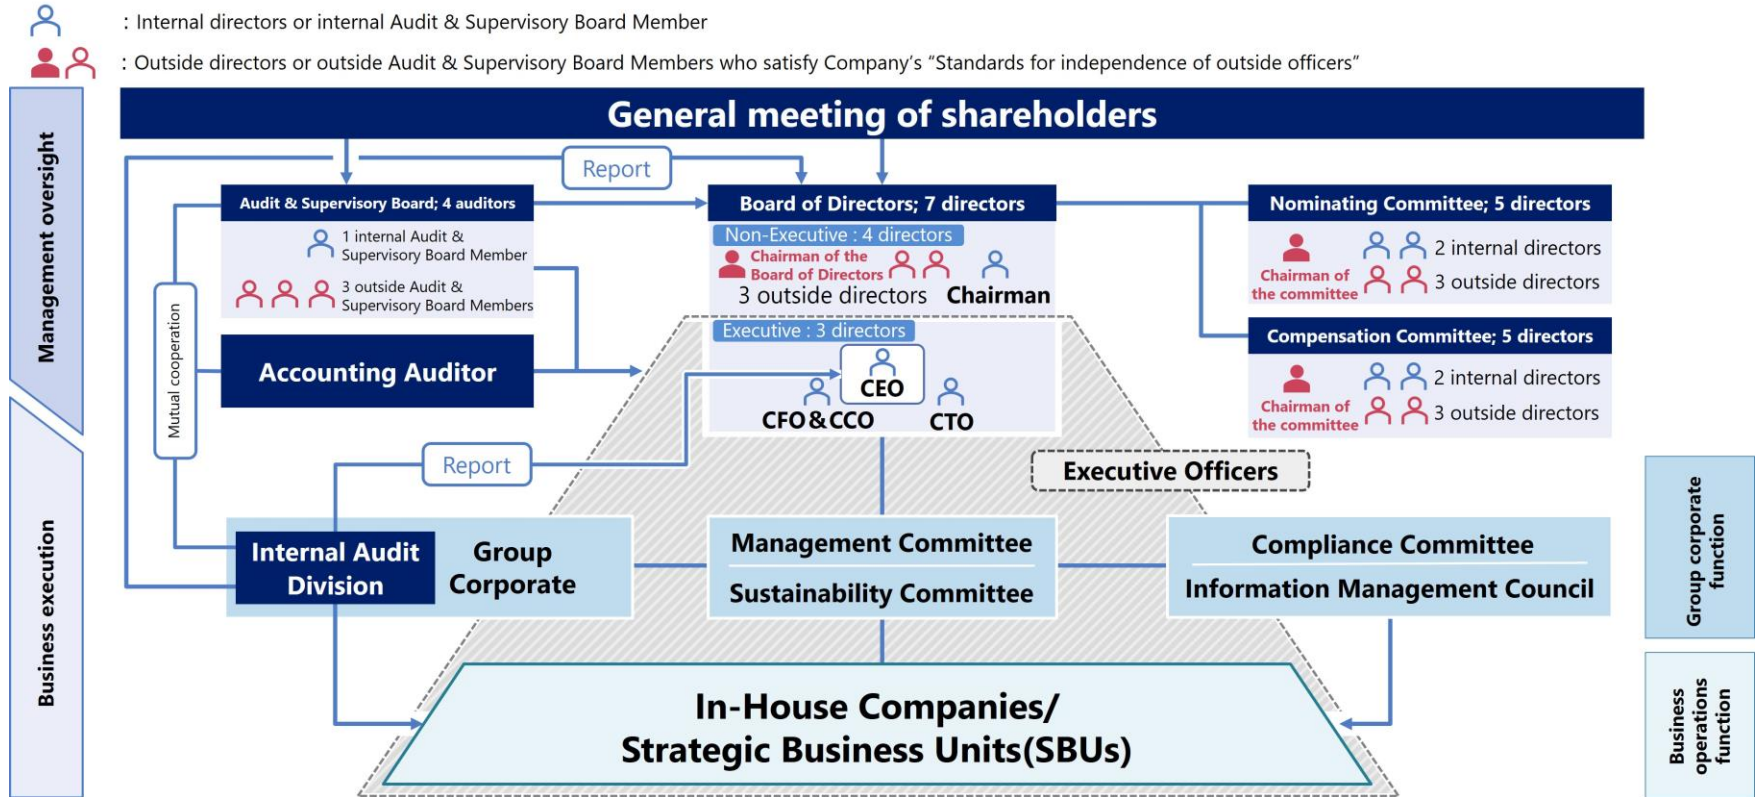 : Internal directors or internal Audit & Supervisory Board Member
: Outside directors or outside Audit & Supervisory Board Members who satisfy Company's “Standards for independence of outside officers”
Management oversight
General meeting of shareholders
Report
Audit & Supervisory Board; 4 auditors
1 internal Audit &
Supervisory Board Member
3 outside Audit &
Supervisory Board Members
Board of Directors; 7 directors
Non-Executive : 4 directors
Chairman of the
Board of Directors
3 outside directors
Chairman
Executive : 3 directors
CEO
CFO&CCO
CTO
Nominating Committee; 5 directors
2 internal directors
Chairman of
the committee
3 outside directors
Compensation Committee; 5 directors
2 internal directors
Chairman of
the committee
3 outside directors
Mutual cooperation
Accounting Auditor
Report
Executive Officers
Business execution
Internal Audit
Division
Group
Corporate
Management Committee
Sustainability Committee
Compliance Committee
Information Management Council
Group corporate
function
In-House Companies/
Strategic Business Units(SBUs)
Business
operations
function